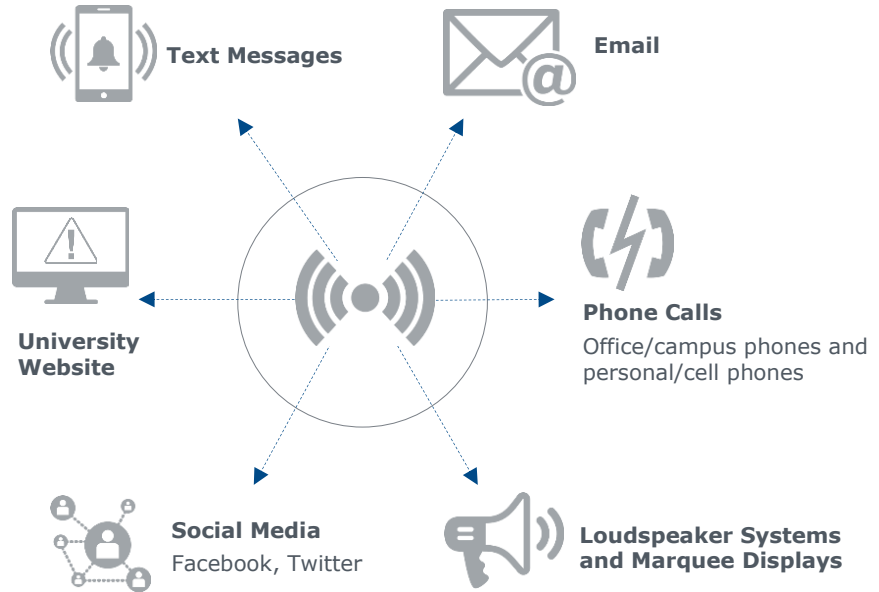 Text Messages
Email
University
Website
Phone Calls
Office/campus phones and
personal/cell phones
Social Media
Facebook, Twitter
Loudspeaker Systems
and Marquee Displays